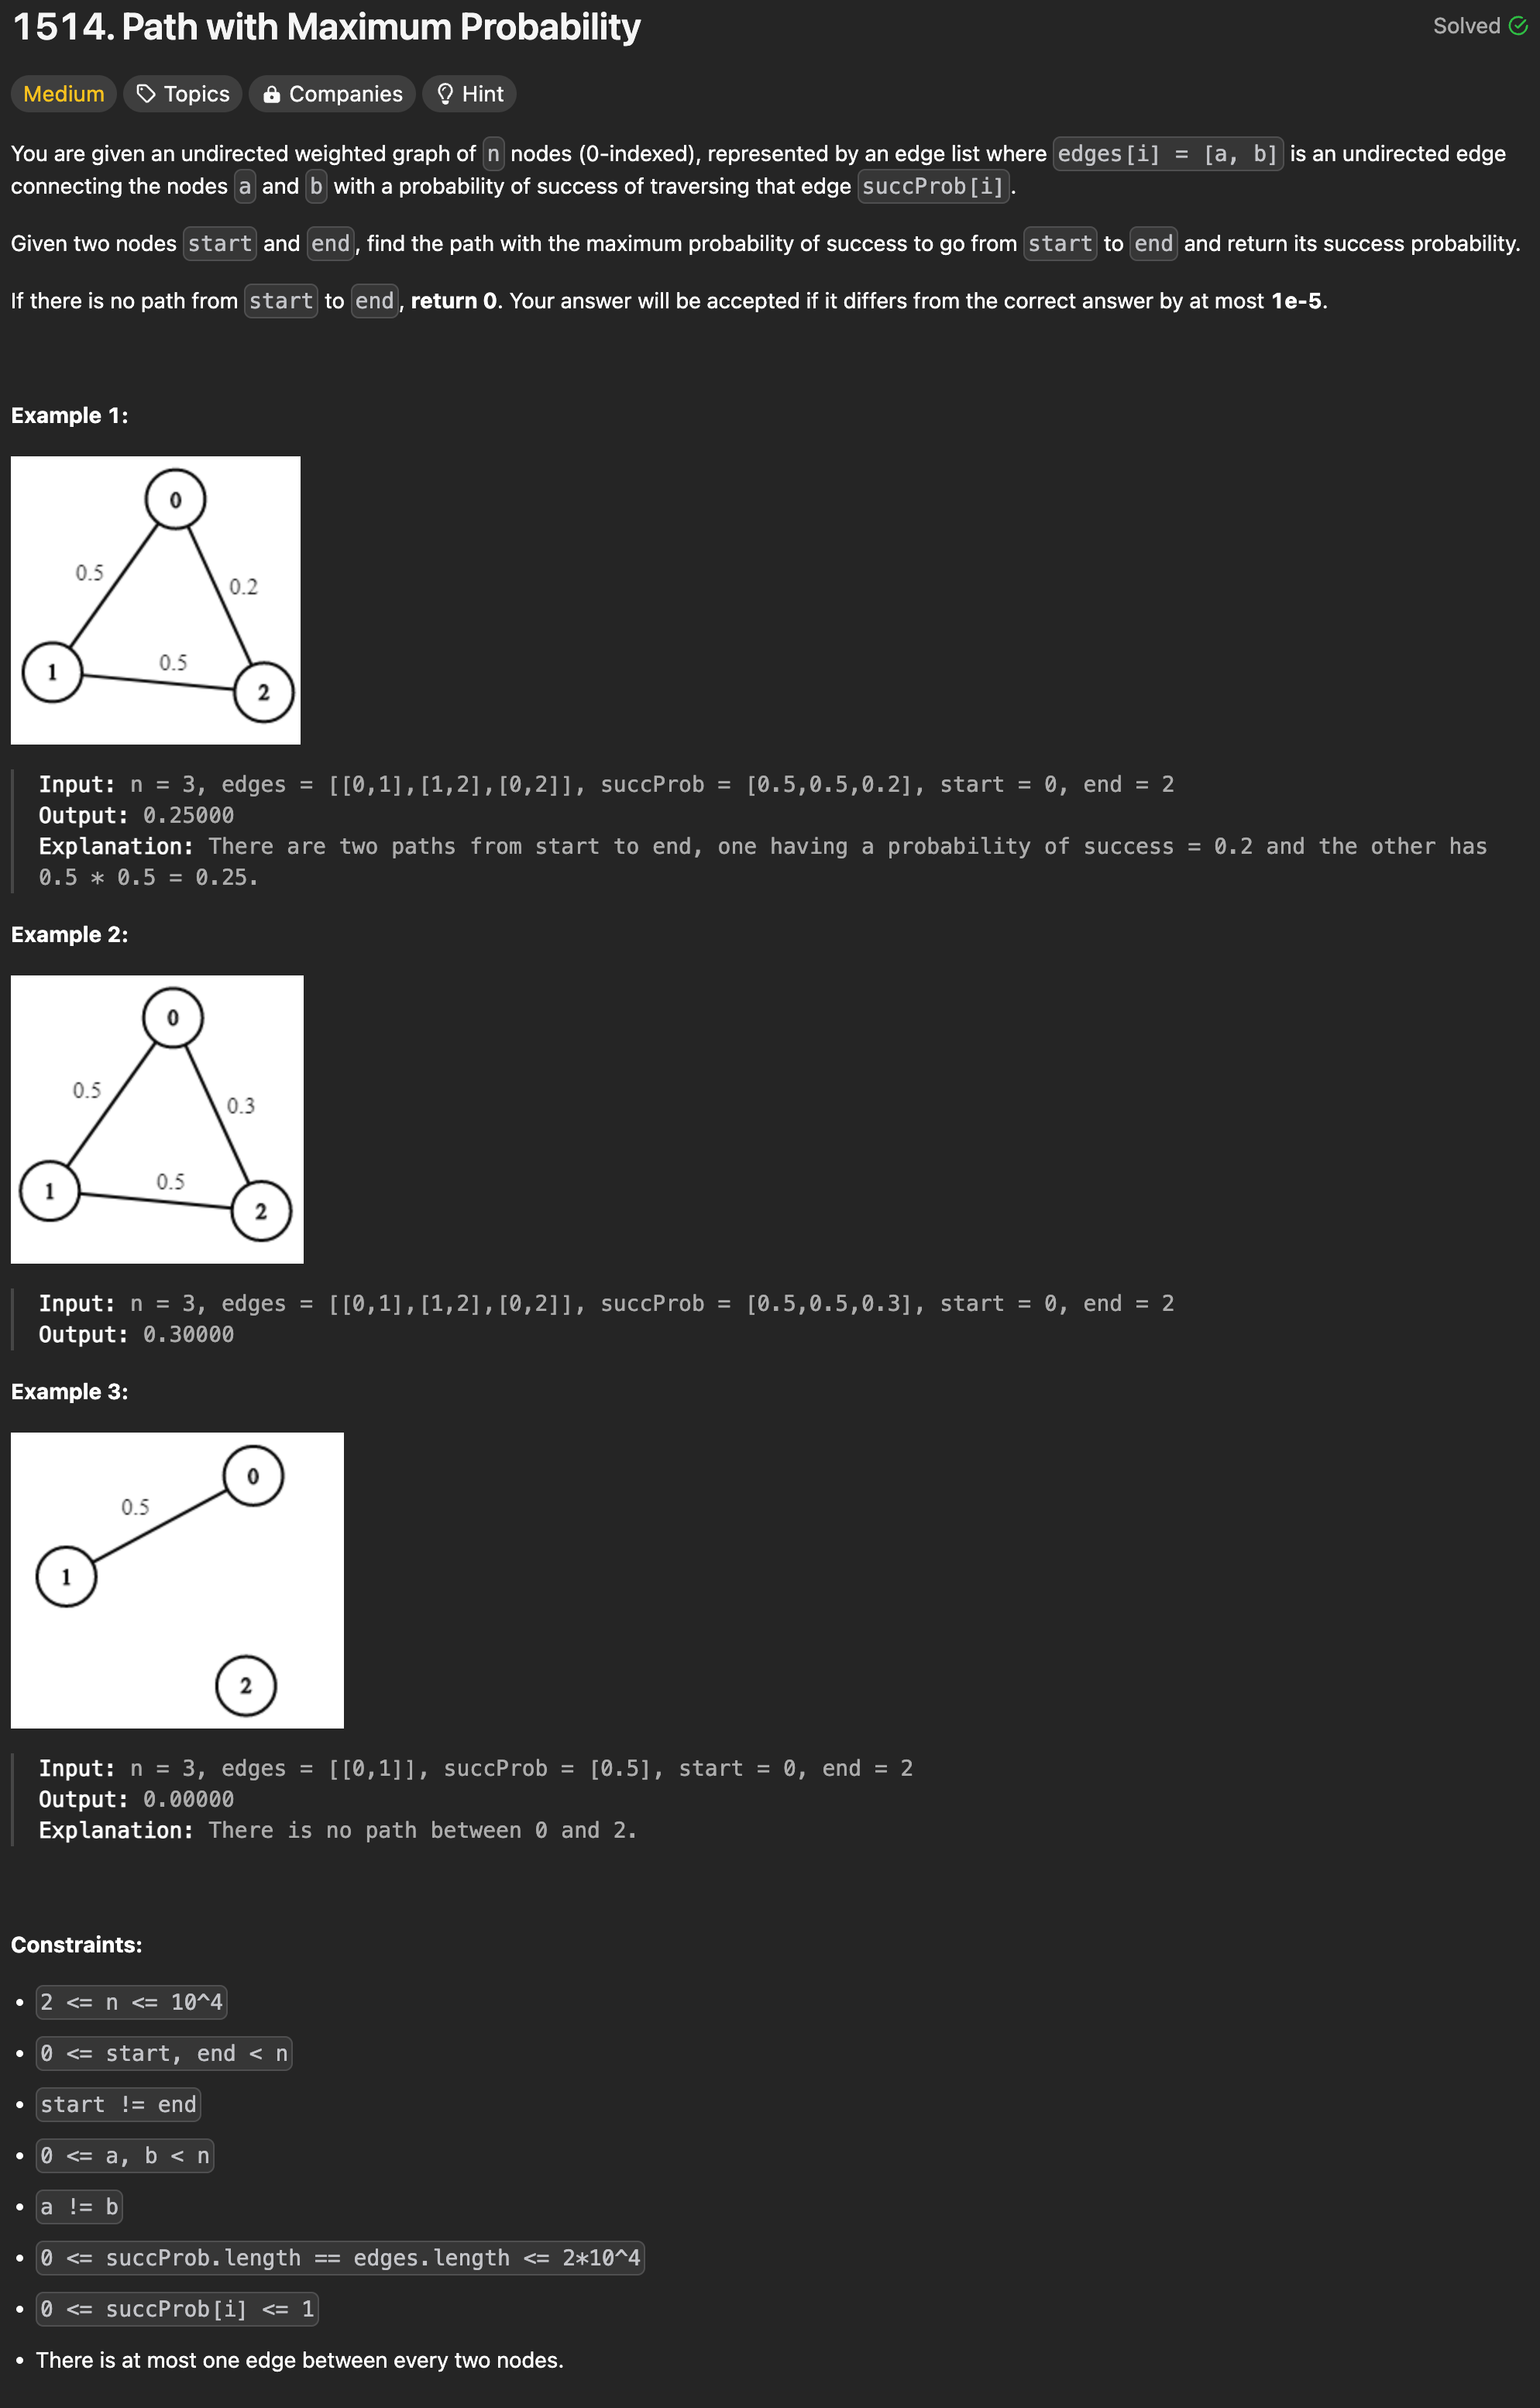 1514. Path with Maximum Probability
Solved
Medium Topics Companies Hint
You are given an undirected weighted graph of n nodes (0-indexed), represented by an edge list where edges[i] = [a, b] is an undirected edge
connecting the nodes a and b with a probability of success of traversing that edge succProb[i].
Given two nodes start and end, find the path with the maximum probability of success to go from start to end and return its success probability.
If there is no path from start to end, return 0. Your answer will be accepted if it differs from the correct answer by at most 1e-5.
Example 1:
0
0.5
0.2
0.5
1
2
Input: n = 3, edges = [[0,1],[1,2],[0,2]], succProb = [0.5,0.5,0.2], start = 0, end = 2
Output: 0.25000
Explanation: There are two paths from start to end, one having a probability of success = 0.2 and the other has
0.5 * 0.5 = 0.25.
Example 2:
0
0.5
0.3
0.5
1
2
Input: n = 3, edges = [[0,1],[1,2],[0,2]], succProb = [0.5,0.5,0.3], start = 0, end = 2
Output: 0.30000
Example 3:
0
0.5
1
2
Input: n = 3, edges = [[0,1]], succProb = [0.5], start = 0, end = 2
Output: 0.00000
Explanation: There is no path between 0 and 2.
Constraints:
• 2 <= n <= 10^4
• 0 <= start, end < n
• start != end
• 0 <= a, b < n
• a != b
• 0 <= succProb.length == edges.length <= 2*10^4
• 0 <= succProb[i] <= 1
• There is at most one edge between every two nodes.